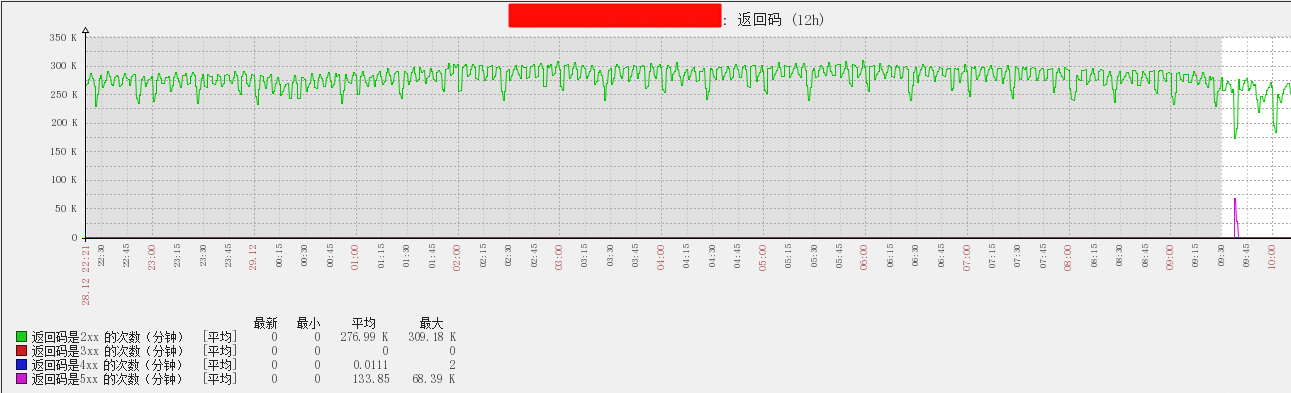 : 返回码 (12h)
350 K
300 K
250 K
200 K
150 K
100 K
50 K
0
28.12 22:21 22:30 22:45 23:00 23:15 23:30 23:45 29.12 00:15 00:30 00:45 01:00 01:15 01:30 01:45 02:00 02:15 02:30 02:45 03:00 03:15 03:30 03:45 04:00 04:15 04:30 04:45 05:00 05:15 05:30 05:45 06:00 06:15 06:30 06:45 07:00 07:15 07:30 07:45 08:00 08:15 08:30 08:45 09:00 09:15 09:30 09:45 10:00
最新 最小 平均 最大
返回码是2xx 的次数（分钟） [平均] 0 0 276.99 K 309.18 K
返回码是3xx 的次数（分钟） [平均] 0 0 0 0
返回码是4xx 的次数（分钟） [平均] 0 0 0.0111 2
返回码是5xx 的次数（分钟） [平均] 0 0 133.85 68.39 K